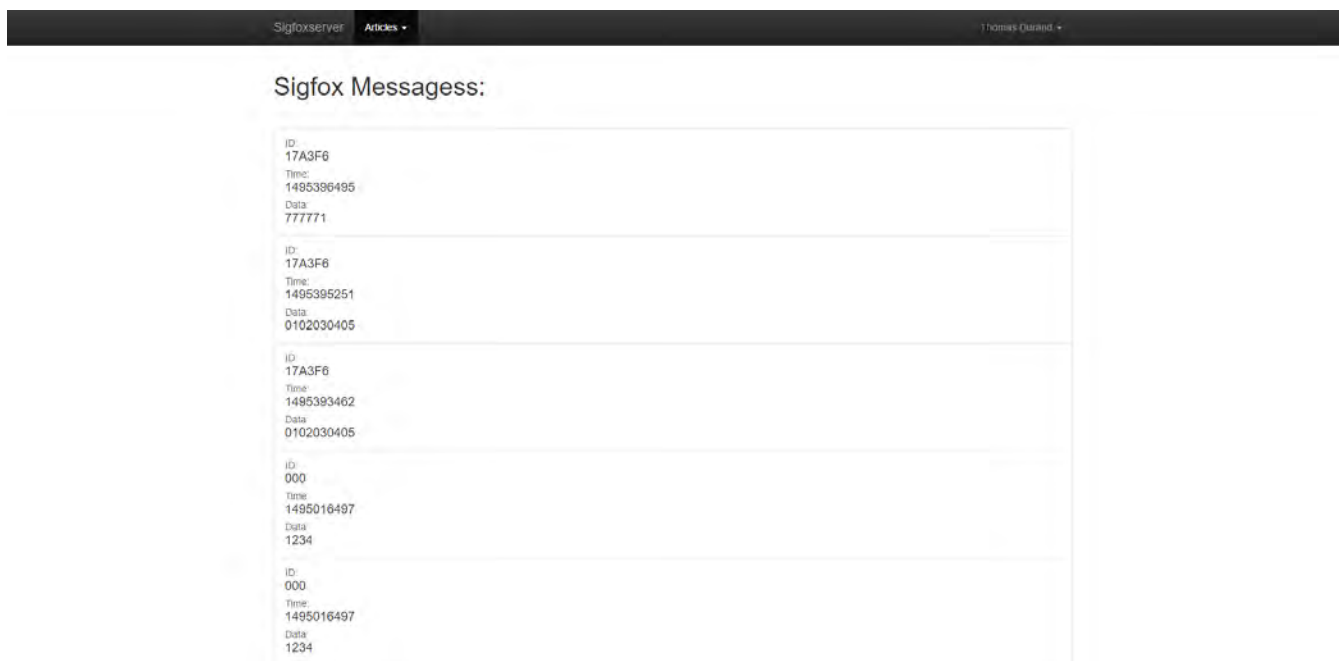 Sigfoxserver Articles Thomas Durand
Sigfox Messagess:
ID:
17A3F6
Time:
1495396495
Data:
777771
ID:
17A3F6
Time:
1495395251
Data:
0102030405
ID:
17A3F6
Time:
1495393462
Data:
0102030405
ID:
000
Time:
1495016497
Data:
1234
ID:
000
Time:
1495016497
Data:
1234